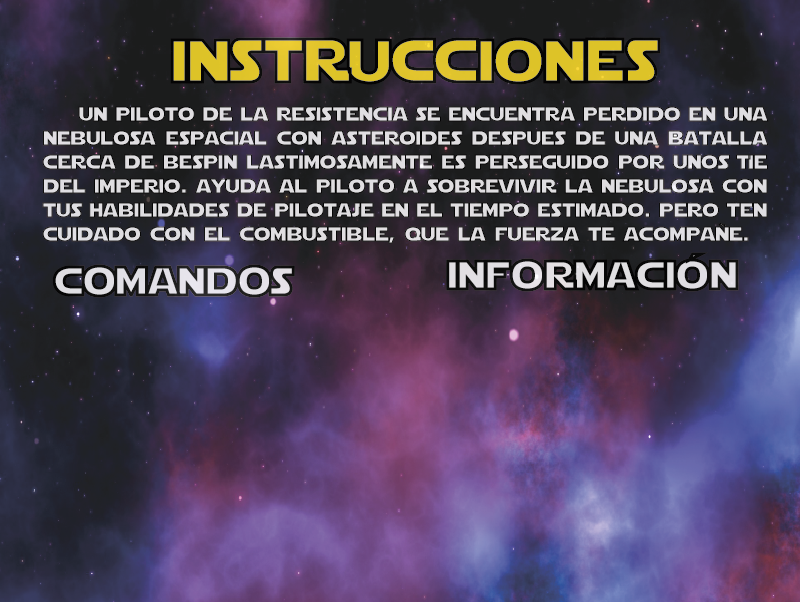 INSTRUCCIONES
UN PILOTO DE LA RESISTENCIA SE ENCUENTRA PERDIDO EN UNA
NEBULOSA ESPACIAL CON ASTEROIDES DESPUES DE UNA BATALLA
CERCA DE BESPIN LASTIMOSAMENTE ES PERSEGUIDO POR UNOS TIE
DEL IMPERIO. AYUDA AL PILOTO A SOBREVIVIR LA NEBULOSA CON
TUS HABILIDADES DE PILOTAJE EN EL TIEMPO ESTIMADO. PERO TEN
CUIDADO CON EL COMBUSTIBLE, QUE LA FUERZA TE ACOMPANE.
COMANDOS
INFORMACIÓN